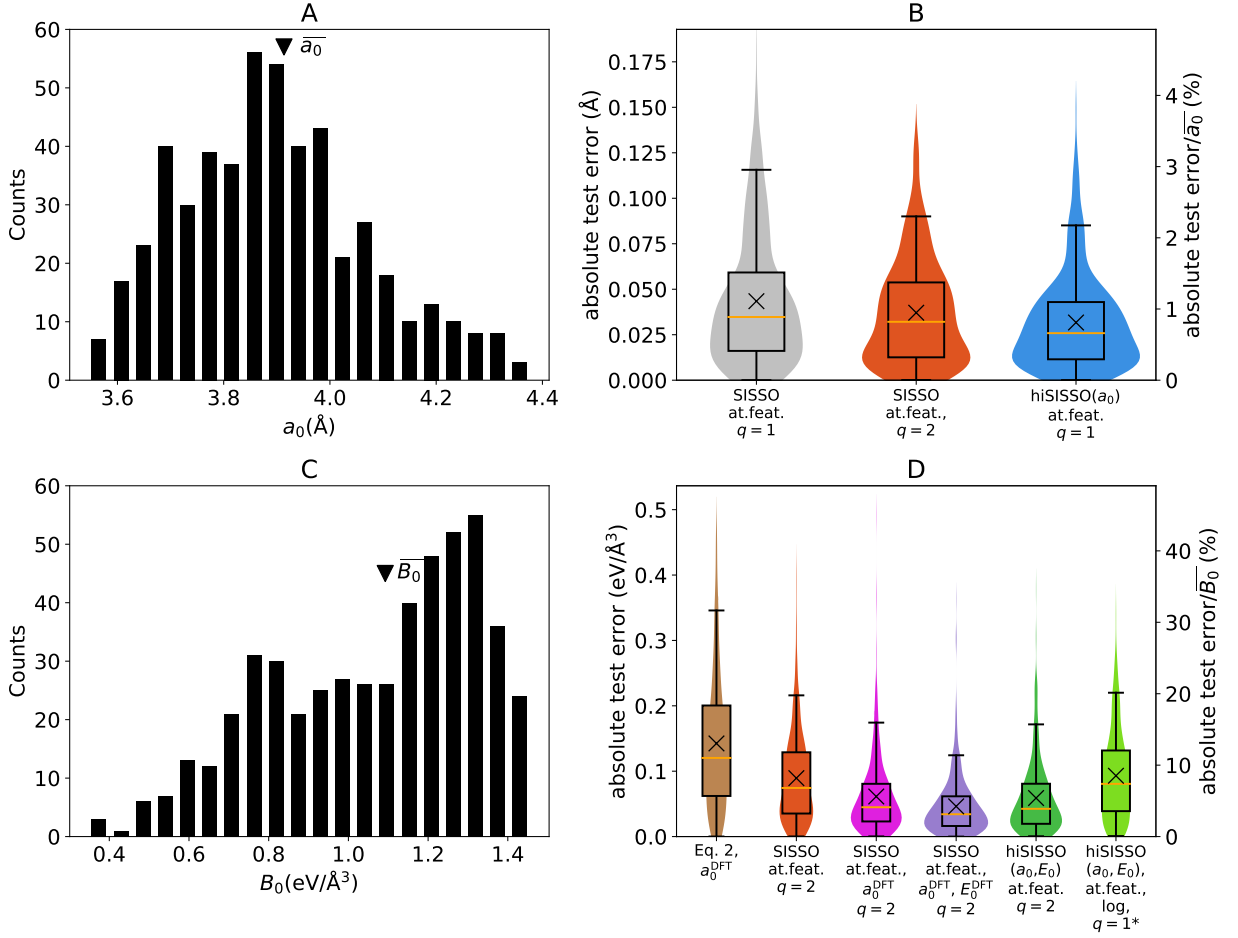 A
60
50
40
30
20
10
0
Counts
a̅₀
3.6 3.8 4.0 4.2 4.4
a₀(Å)
B
0.175
0.150
0.125
0.100
0.075
0.050
0.025
0.000
absolute test error (Å)
4
3
2
1
0
absolute test error/a̅₀ (%)
SISSO
at.feat.
q = 1
SISSO
at.feat.,
q = 2
hiSISSO(a₀)
at.feat.
q = 1
C
60
50
40
30
20
10
0
Counts
B̅₀
0.4 0.6 0.8 1.0 1.2 1.4
B₀(eV/Å³)
D
0.5
0.4
0.3
0.2
0.1
0.0
absolute test error (eV/Å³)
40
30
20
10
0
absolute test error/B̅₀ (%)
Eq. 2,
a₀ᴰᶠᵀ
SISSO
at.feat.
q = 2
SISSO
at.feat.,
a₀ᴰᶠᵀ
q = 2
SISSO
at.feat.,
a₀ᴰᶠᵀ, E₀ᴰᶠᵀ
q = 2
hiSISSO
(a₀,E₀)
at.feat.
q = 2
hiSISSO
(a₀,E₀),
at.feat.,
log,
q = 1*